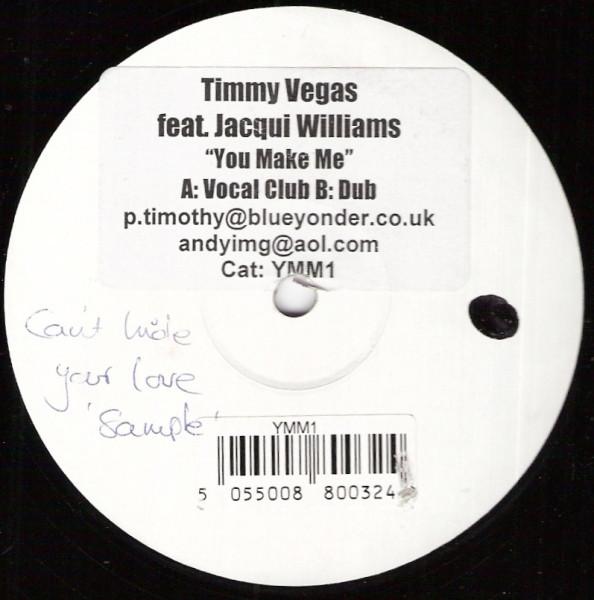 Timmy Vegas
feat. Jacqui Williams
“You Make Me”
A: Vocal Club B: Dub
p.timothy@blueyonder.co.uk
andyimg@aol.com
Cat: YMM1
Can't hide
your love
'Sample'
YMM1
5 055008 800324